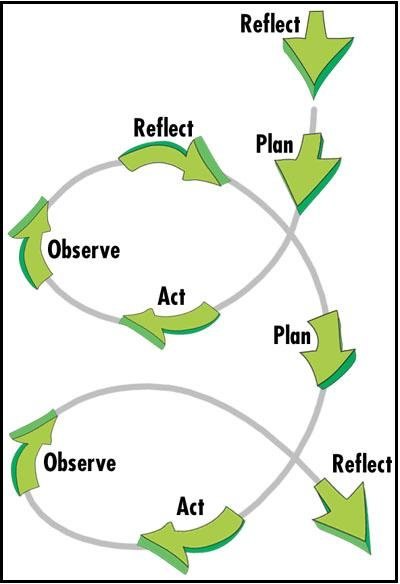 Reflect
Plan
Act
Observe
Reflect
Plan
Act
Observe
Reflect